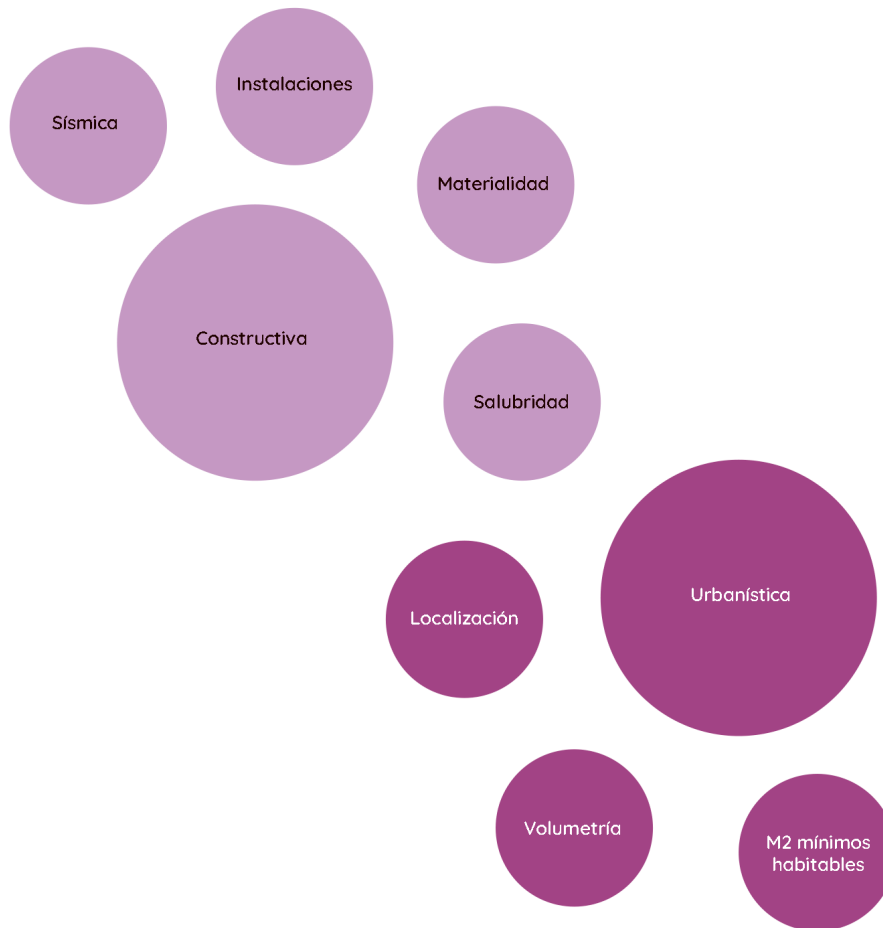 Instalaciones
Sísmica
Materialidad
Constructiva
Salubridad
Urbanística
Localización
Volumetría
M2 mínimos
habitables